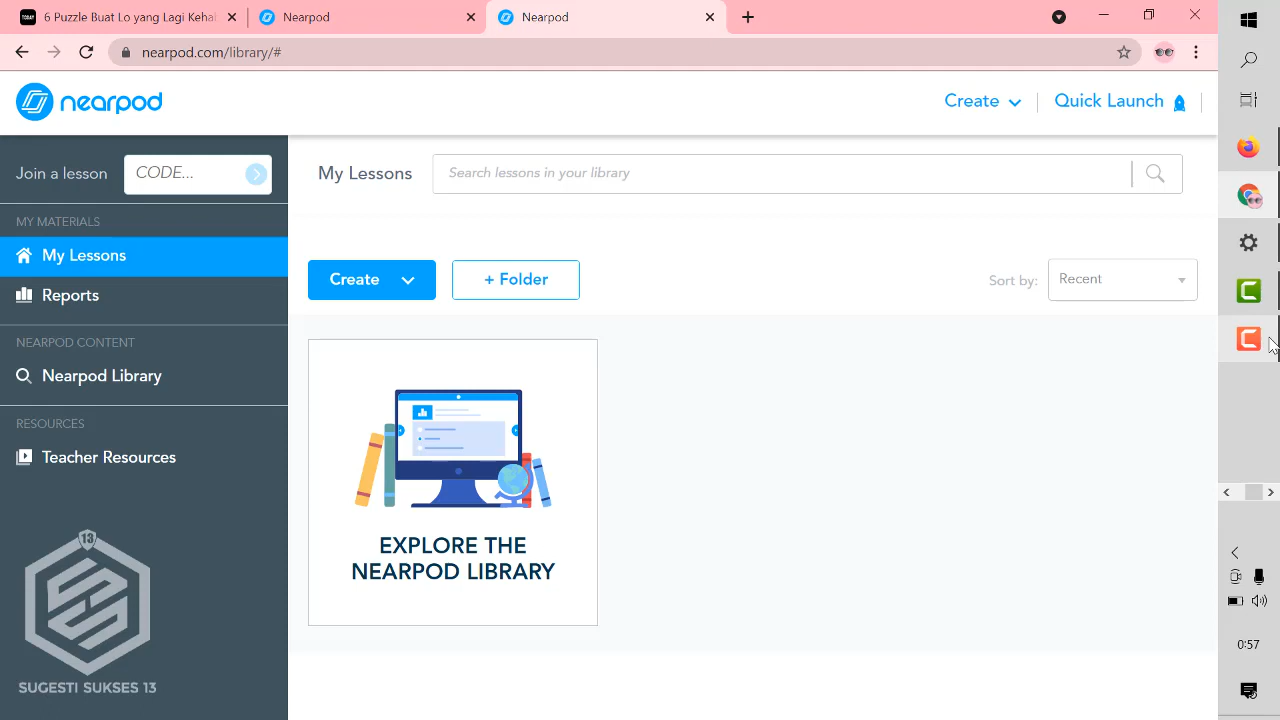 6 Puzzle Buat Lo yang Lagi Kehal
Nearpod
Nearpod
nearpod.com/library/#
nearpod
Create
Quick Launch
Join a lesson
CODE...
My Lessons
Search lessons in your library
MY MATERIALS
My Lessons
Reports
Create
+ Folder
Sort by:
Recent
NEARPOD CONTENT
Nearpod Library
RESOURCES
Teacher Resources
EXPLORE THE
NEARPOD LIBRARY
13
SUGESTI SUKSES 13
0:57